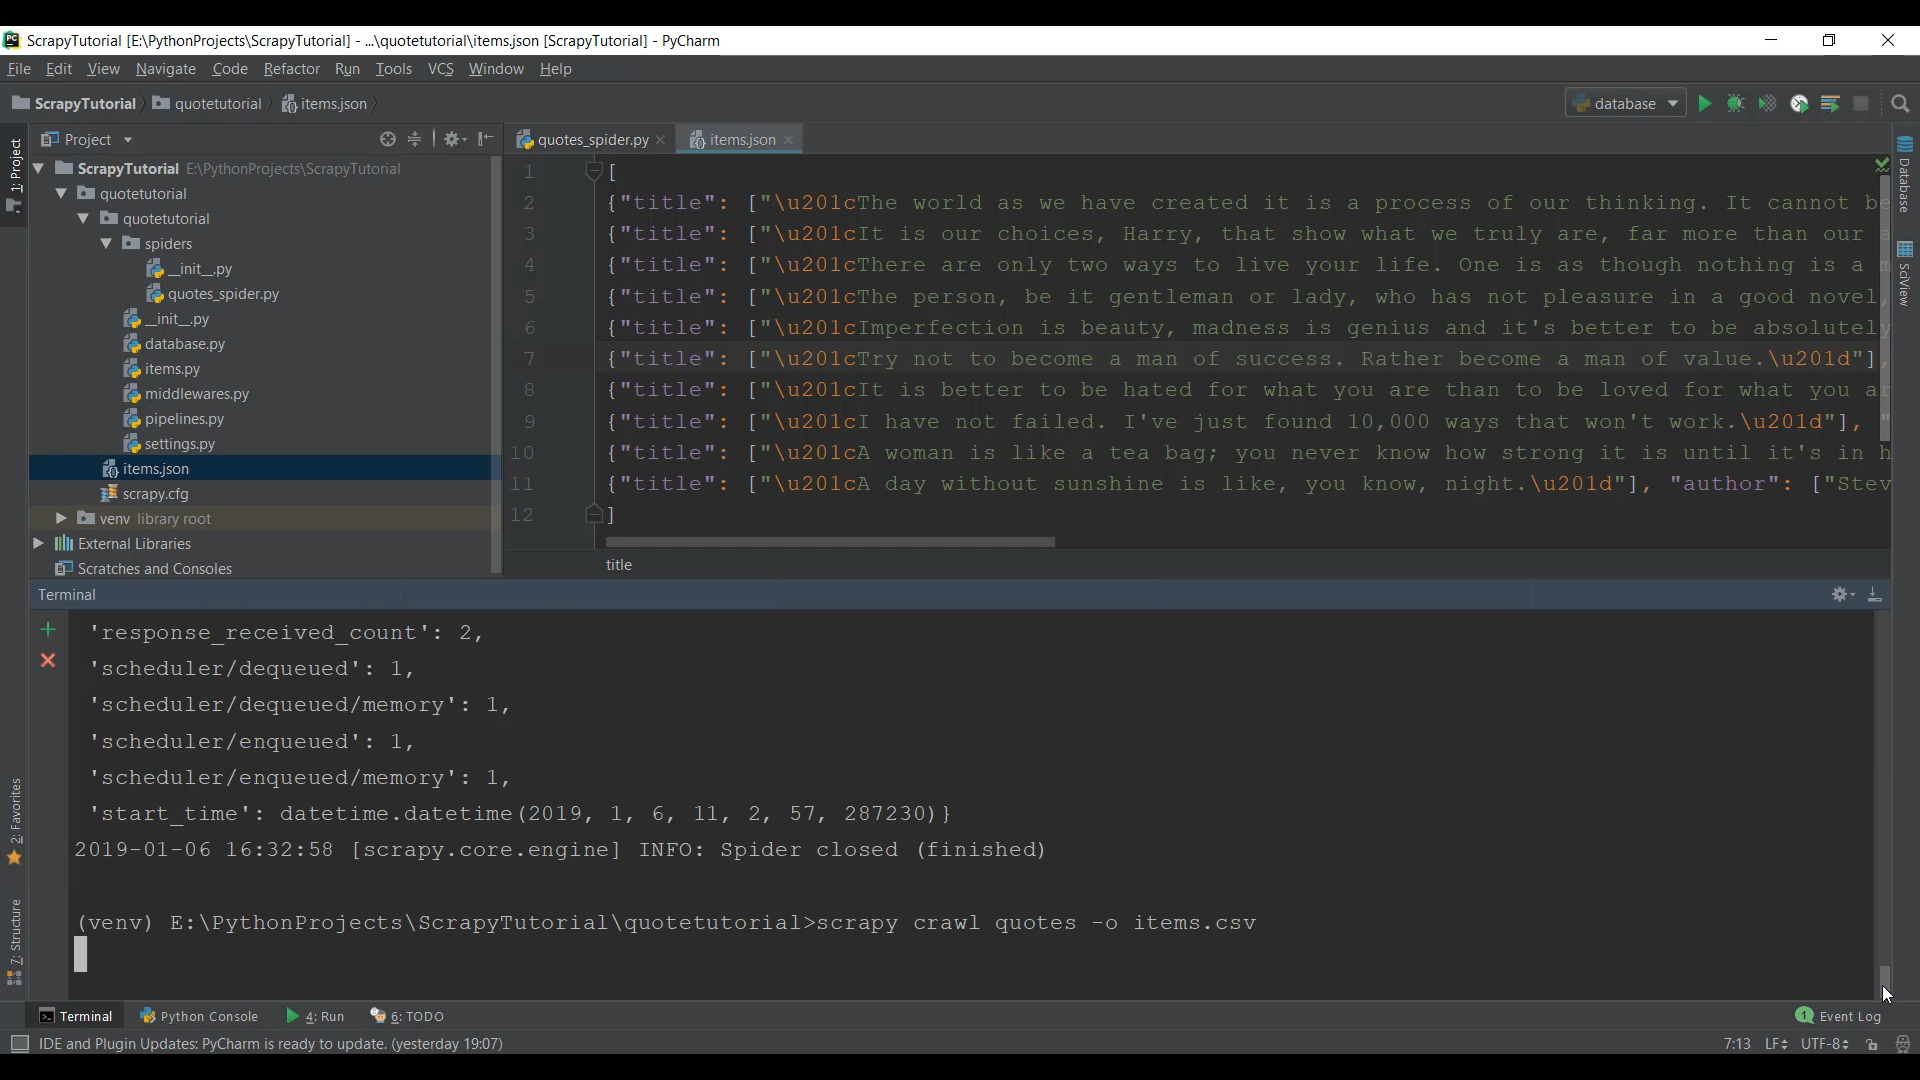 ScrapyTutorial [E:\PythonProjects\ScrapyTutorial] - ...\quotetutorial\items.json [ScrapyTutorial] - PyCharm
File Edit View Navigate Code Refactor Run Tools VCS Window Help
ScrapyTutorial quotetutorial items.json
database
1: Project
Project
quotes_spider.py items.json
ScrapyTutorial E:\PythonProjects\ScrapyTutorial
quotetutorial
quotetutorial
spiders
__init__.py
quotes_spider.py
__init__.py
database.py
items.py
middlewares.py
pipelines.py
settings.py
items.json
scrapy.cfg
venv library root
External Libraries
Scratches and Consoles
1 [
2 {"title": ["\u201cThe world as we have created it is a process of our thinking. It cannot be
3 {"title": ["\u201cIt is our choices, Harry, that show what we truly are, far more than our a
4 {"title": ["\u201cThere are only two ways to live your life. One is as though nothing is a m
5 {"title": ["\u201cThe person, be it gentleman or lady, who has not pleasure in a good novel,
6 {"title": ["\u201cImperfection is beauty, madness is genius and it's better to be absolutely
7 {"title": ["\u201cTry not to become a man of success. Rather become a man of value.\u201d"],
8 {"title": ["\u201cIt is better to be hated for what you are than to be loved for what you ar
9 {"title": ["\u201cI have not failed. I've just found 10,000 ways that won't work.\u201d"], "
10 {"title": ["\u201cA woman is like a tea bag; you never know how strong it is until it's in h
11 {"title": ["\u201cA day without sunshine is like, you know, night.\u201d"], "author": ["Stev
12 ]
title
Database
SciView
Terminal
'response_received_count': 2,
'scheduler/dequeued': 1,
'scheduler/dequeued/memory': 1,
'scheduler/enqueued': 1,
'scheduler/enqueued/memory': 1,
'start_time': datetime.datetime(2019, 1, 6, 11, 2, 57, 287230)}
2019-01-06 16:32:58 [scrapy.core.engine] INFO: Spider closed (finished)
(venv) E:\PythonProjects\ScrapyTutorial\quotetutorial>scrapy crawl quotes -o items.csv
2: Favorites
7: Structure
Terminal Python Console 4: Run 6: TODO 1 Event Log
IDE and Plugin Updates: PyCharm is ready to update. (yesterday 19:07) 7:13 LF UTF-8